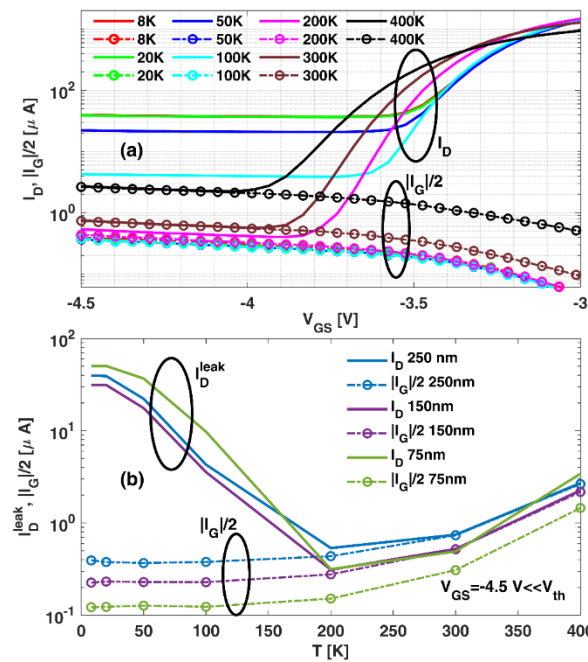 8K 50K 200K 400K
8K 50K 200K 400K
20K 100K 300K
20K 100K 300K
10^2
10^0
I_D, |I_G|/2 [μ A]
(a)
I_D
|I_G|/2
-4.5 -4 -3.5 -3
V_GS [V]
10^2
10^1
10^0
10^-1
I_D^leak, |I_G|/2 [μ A]
I_D^leak
I_D 250 nm
|I_G|/2 250nm
I_D 150nm
|I_G|/2 150nm
I_D 75nm
|I_G|/2 75nm
(b)
|I_G|/2
V_GS=-4.5 V<<V_th
0 50 100 150 200 250 300 350 400
T [K]